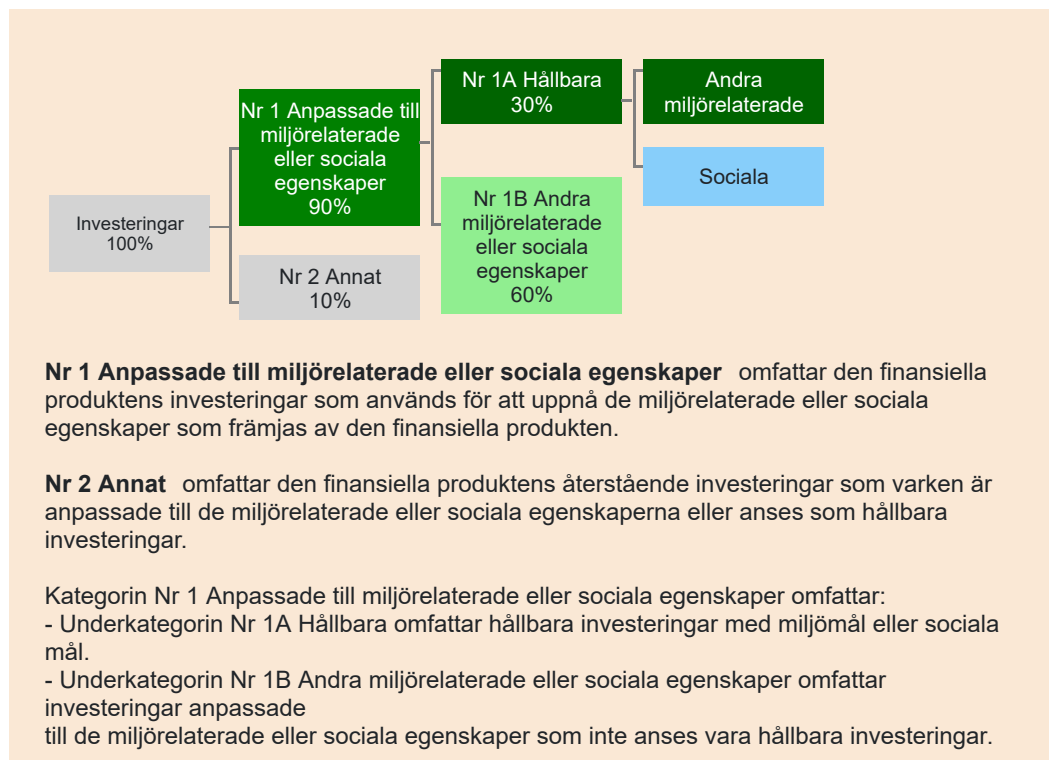 Investeringar
100%
Nr 1 Anpassade till
miljörelaterade
eller sociala
egenskaper
90%
Nr 2 Annat
10%
Nr 1A Hållbara
30%
Nr 1B Andra
miljörelaterade
eller sociala
egenskaper
60%
Andra
miljörelaterade
Sociala
Nr 1 Anpassade till miljörelaterade eller sociala egenskaper omfattar den finansiella
produktens investeringar som används för att uppnå de miljörelaterade eller sociala
egenskaper som främjas av den finansiella produkten.
Nr 2 Annat omfattar den finansiella produktens återstående investeringar som varken är
anpassade till de miljörelaterade eller sociala egenskaperna eller anses som hållbara
investeringar.
Kategorin Nr 1 Anpassade till miljörelaterade eller sociala egenskaper omfattar:
- Underkategorin Nr 1A Hållbara omfattar hållbara investeringar med miljömål eller sociala
mål.
- Underkategorin Nr 1B Andra miljörelaterade eller sociala egenskaper omfattar
investeringar anpassade
till de miljörelaterade eller sociala egenskaper som inte anses vara hållbara investeringar.